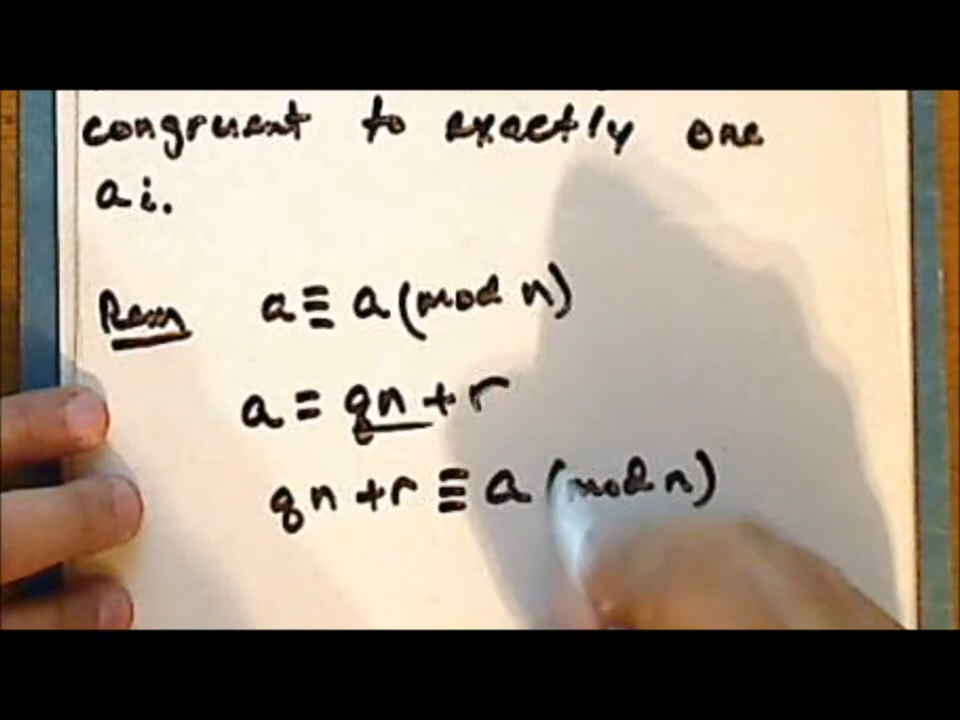 congruent to exactly one
ai.
Rem a ≡ a (mod n)
a = qn + r
qn + r ≡ a (mod n)